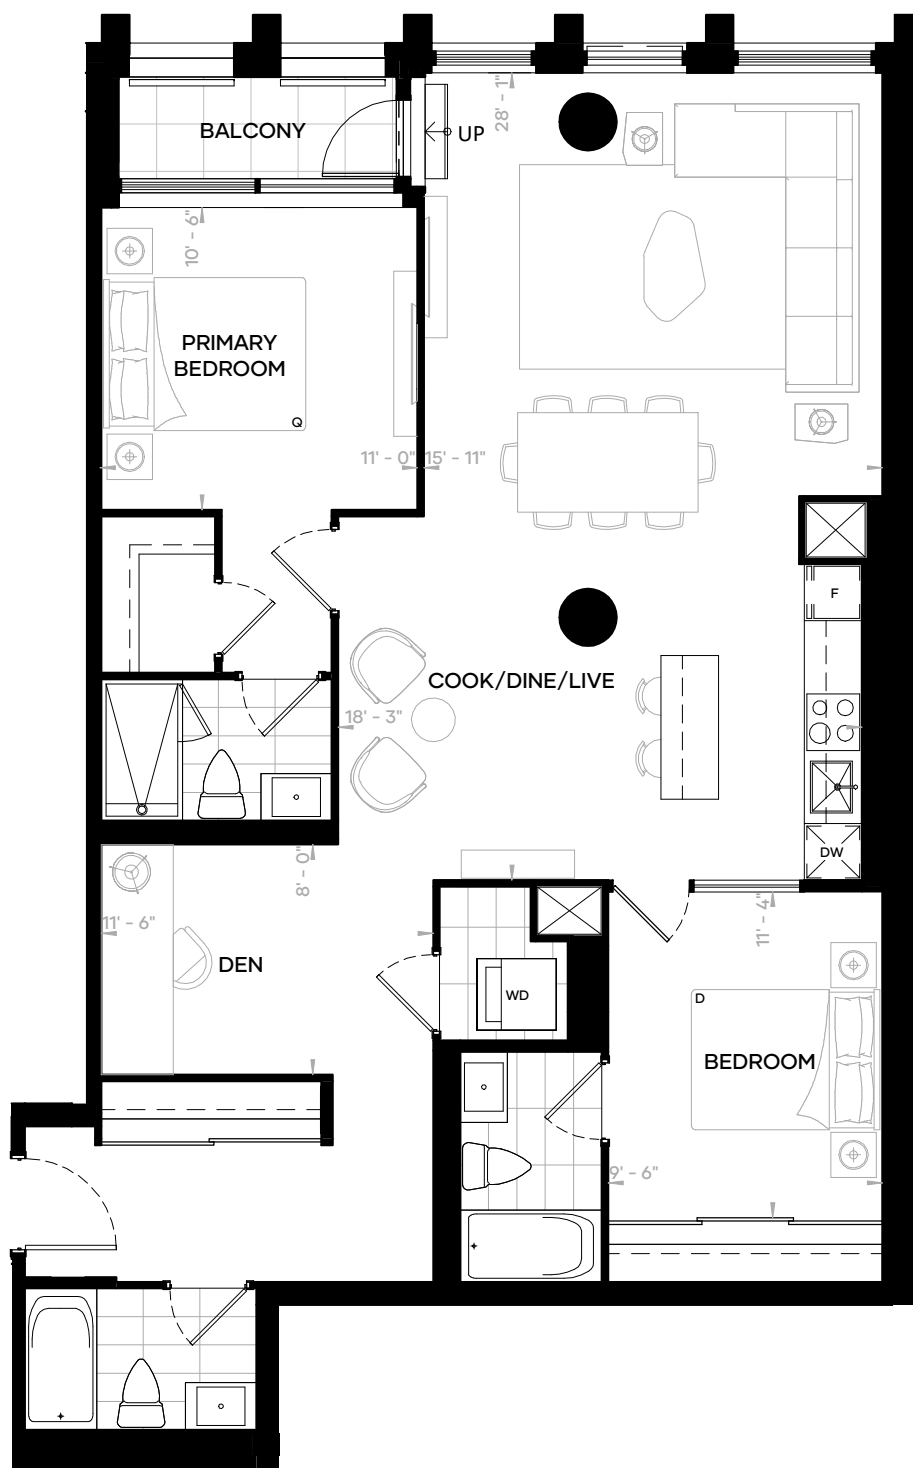 28' - 1"
BALCONY
UP
10' - 6"
PRIMARY
BEDROOM
Q
11' - 0"
15' - 11"
F
COOK/DINE/LIVE
18' - 3"
DW
8' - 0"
11' - 6"
11' - 4"
DEN
WD
D
BEDROOM
9' - 6"